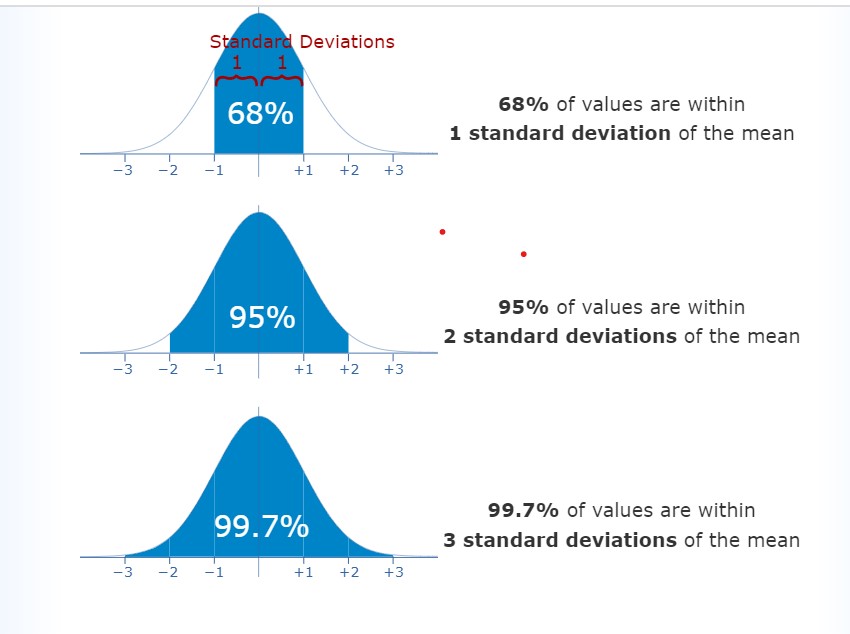 Standard Deviations
1 1
68%
−3 −2 −1 +1 +2 +3
68% of values are within
1 standard deviation of the mean
95%
−3 −2 −1 +1 +2 +3
95% of values are within
2 standard deviations of the mean
99.7%
−3 −2 −1 +1 +2 +3
99.7% of values are within
3 standard deviations of the mean